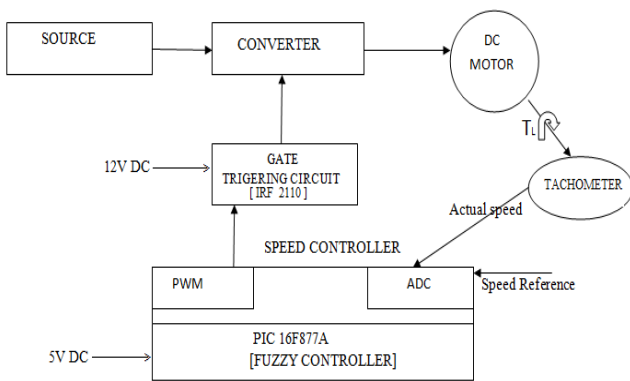 SOURCE
CONVERTER
DC
MOTOR
TL
12V DC
GATE
TRIGERING CIRCUIT
[ IRF 2110 ]
TACHOMETER
Actual speed
SPEED CONTROLLER
PWM
ADC
Speed Reference
PIC 16F877A
[FUZZY CONTROLLER]
5V DC